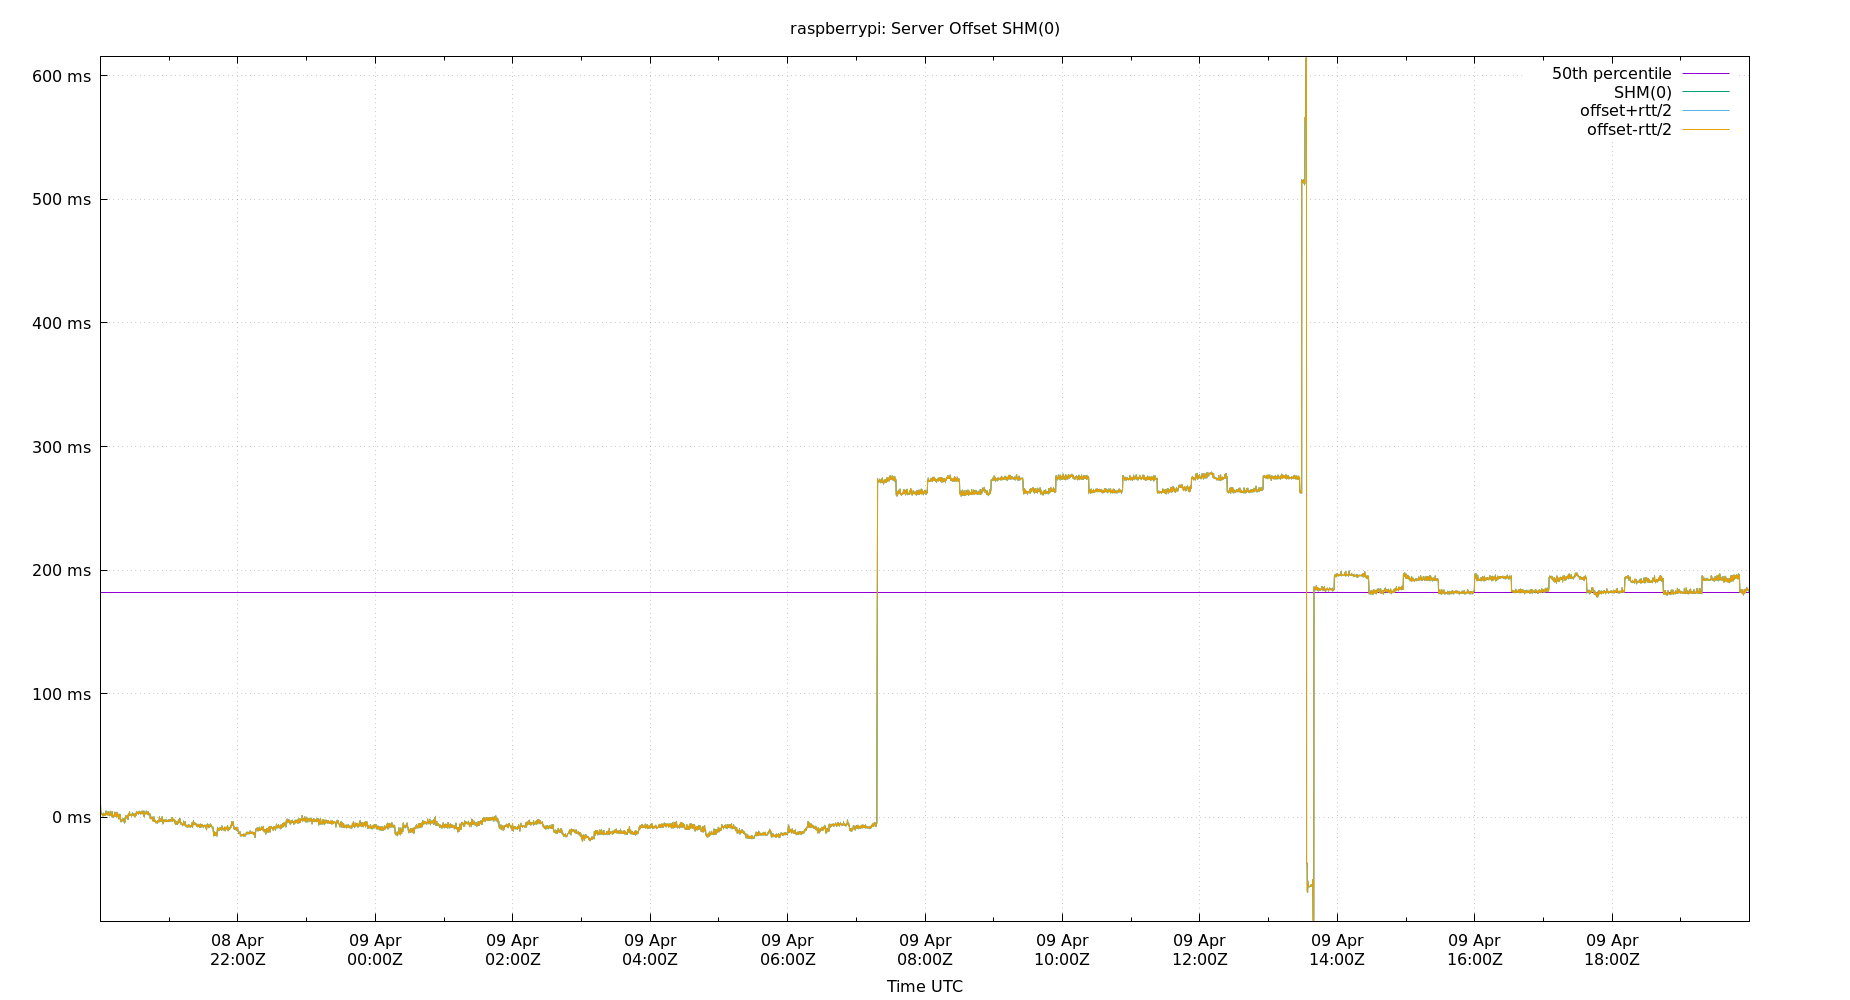 raspberrypi: Server Offset SHM(0)
600 ms
500 ms
400 ms
300 ms
200 ms
100 ms
0 ms
50th percentile
SHM(0)
offset+rtt/2
offset-rtt/2
08 Apr
22:00Z
09 Apr
00:00Z
09 Apr
02:00Z
09 Apr
04:00Z
09 Apr
06:00Z
09 Apr
08:00Z
09 Apr
10:00Z
09 Apr
12:00Z
09 Apr
14:00Z
09 Apr
16:00Z
09 Apr
18:00Z
Time UTC